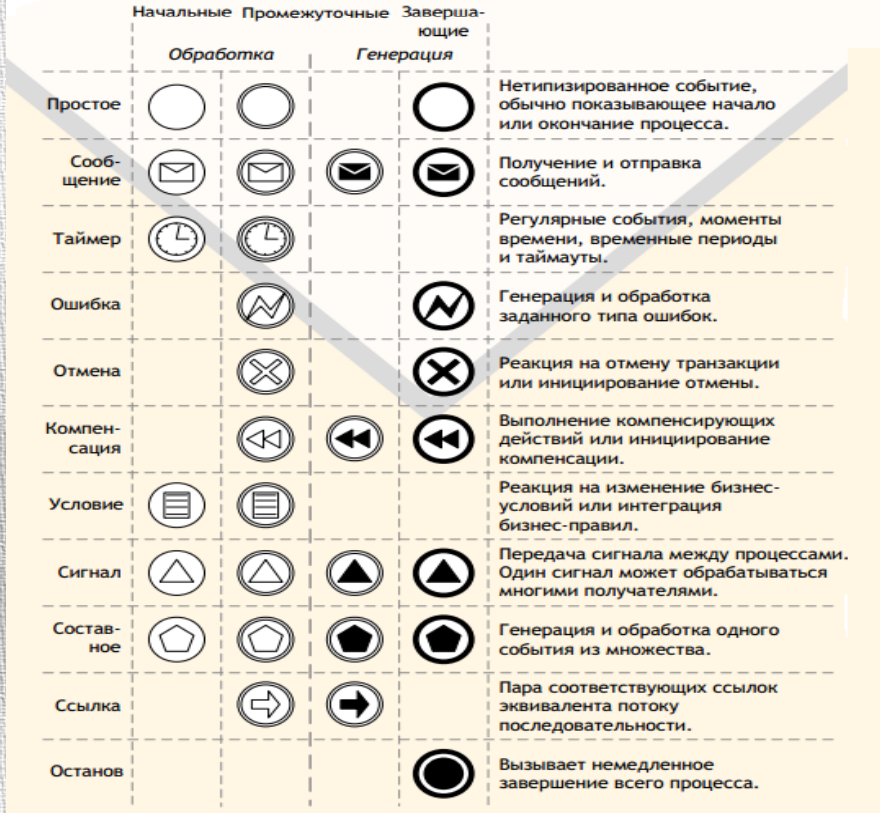 Начальные Промежуточные Заверша-
ющие
Обработка Генерация
Простое
Нетипизированное событие,
обычно показывающее начало
или окончание процесса.
Сооб-
щение
Получение и отправка
сообщений.
Таймер
Регулярные события, моменты
времени, временные периоды
и таймауты.
Ошибка
Генерация и обработка
заданного типа ошибок.
Отмена
Реакция на отмену транзакции
или инициирование отмены.
Компен-
сация
Выполнение компенсирующих
действий или инициирование
компенсации.
Условие
Реакция на изменение бизнес-
условий или интеграция
бизнес-правил.
Сигнал
Передача сигнала между процессами.
Один сигнал может обрабатываться
многими получателями.
Состав-
ное
Генерация и обработка одного
события из множества.
Ссылка
Пара соответствующих ссылок
эквивалента потоку
последовательности.
Останов
Вызывает немедленное
завершение всего процесса.